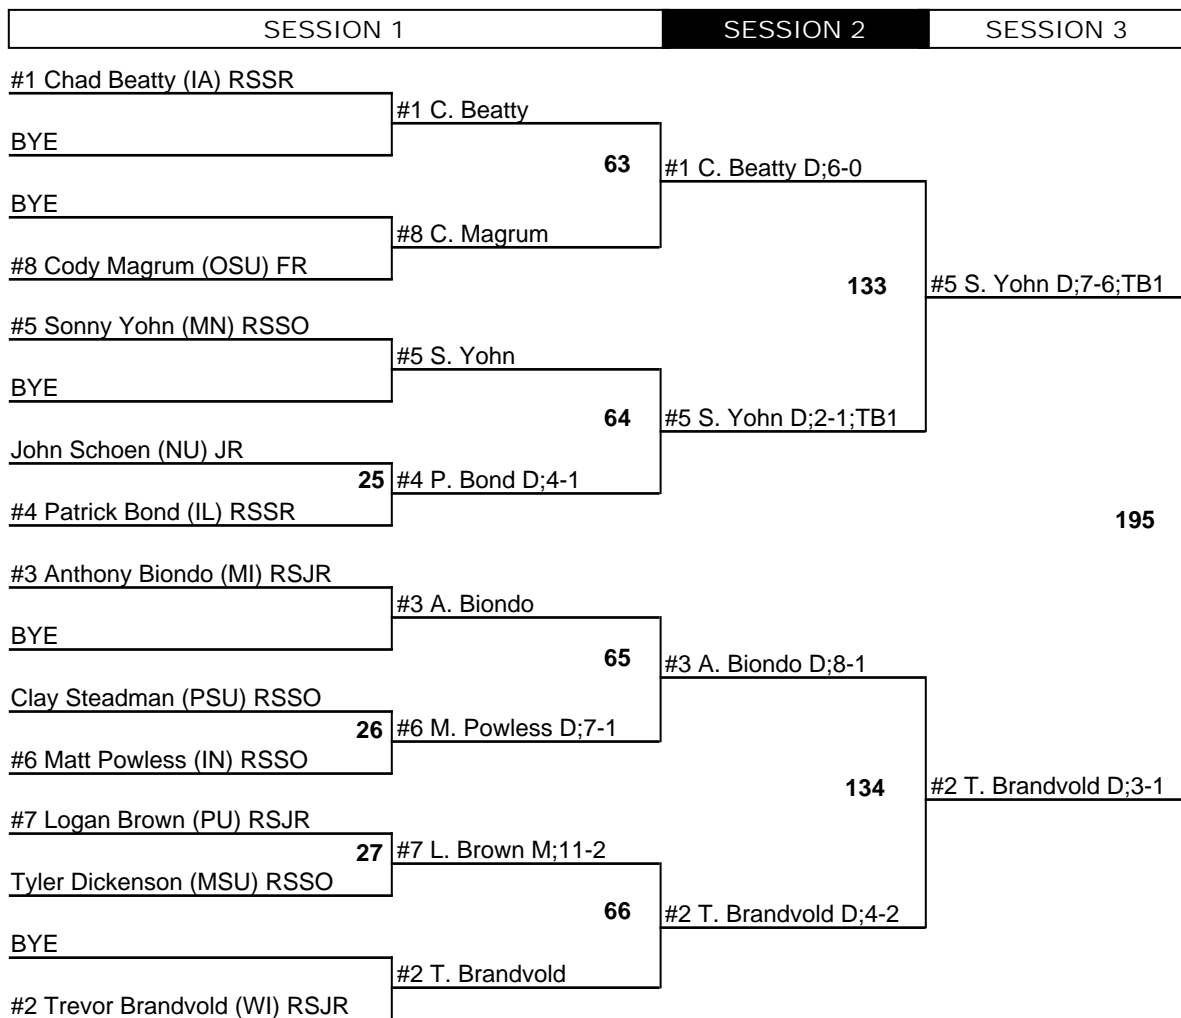 SESSION 1
SESSION 2
SESSION 3
#1 Chad Beatty (IA) RSSR
#1 C. Beatty
BYE
63
#1 C. Beatty D;6-0
BYE
#8 C. Magrum
#8 Cody Magrum (OSU) FR
133
#5 S. Yohn D;7-6;TB1
#5 Sonny Yohn (MN) RSSO
#5 S. Yohn
BYE
64
#5 S. Yohn D;2-1;TB1
John Schoen (NU) JR
25
#4 P. Bond D;4-1
#4 Patrick Bond (IL) RSSR
195
#3 Anthony Biondo (MI) RSJR
#3 A. Biondo
BYE
65
#3 A. Biondo D;8-1
Clay Steadman (PSU) RSSO
26
#6 M. Powless D;7-1
#6 Matt Powless (IN) RSSO
134
#2 T. Brandvold D;3-1
#7 Logan Brown (PU) RSJR
27
#7 L. Brown M;11-2
Tyler Dickenson (MSU) RSSO
66
#2 T. Brandvold D;4-2
BYE
#2 T. Brandvold
#2 Trevor Brandvold (WI) RSJR